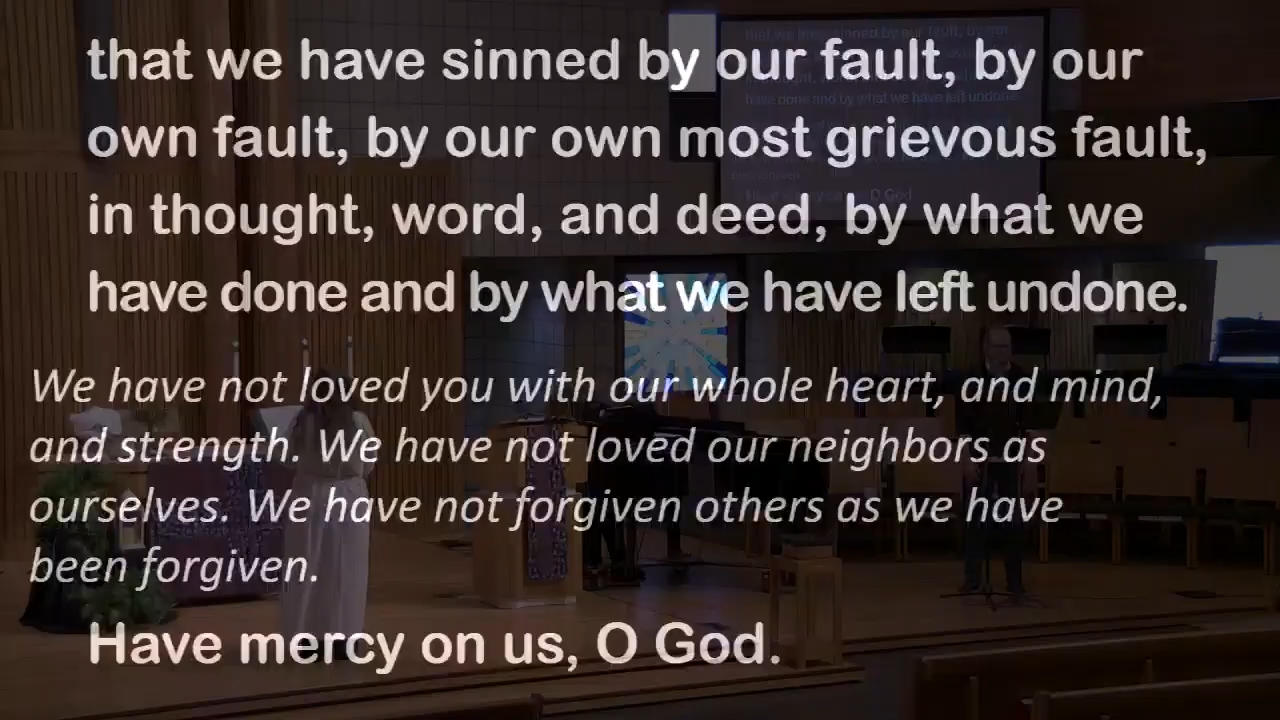 that we have sinned by our fault, by our
own fault, by our own most grievous fault,
in thought, word, and deed, by what we
have done and by what we have left undone.
We have not loved you with our whole heart, and mind,
and strength. We have not loved our neighbors as
ourselves. We have not forgiven others as we have
been forgiven.
Have mercy on us, O God.